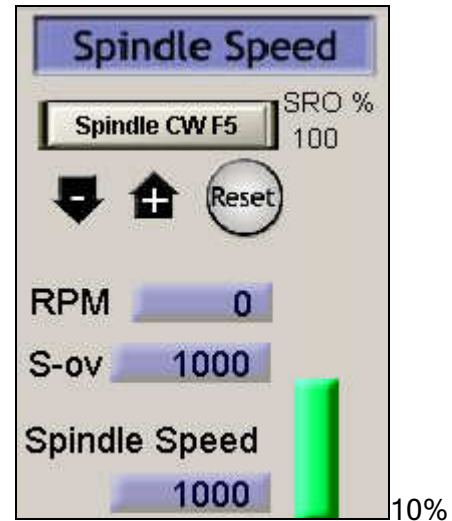 Spindle Speed
Spindle CW F5
SRO %
100
-
+
Reset
RPM 0
S-ov 1000
Spindle Speed
1000
10%